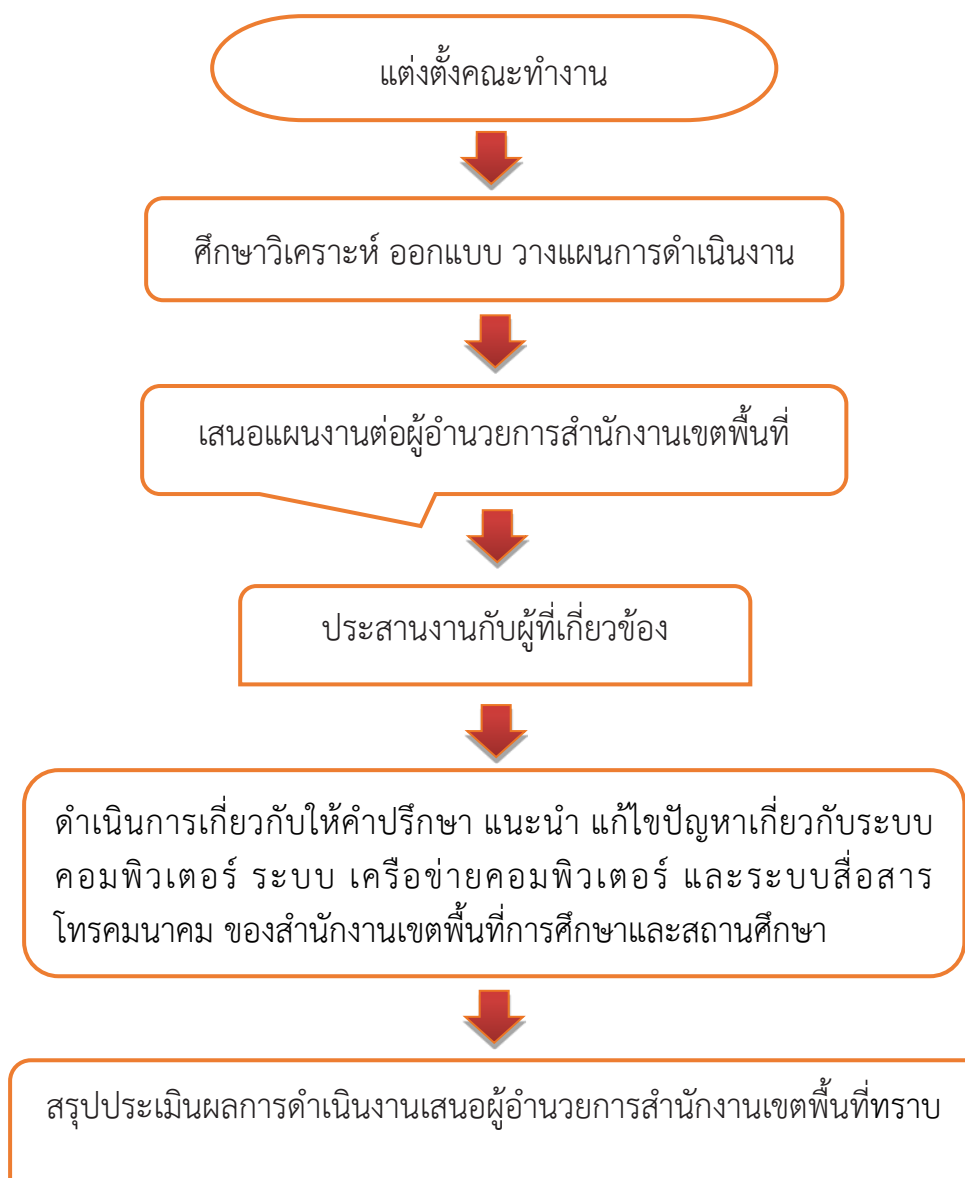 แต่งตั้งคณะทำงาน
ศึกษาวิเคราะห์ ออกแบบ วางแผนการดำเนินงาน
เสนอแผนงานต่อผู้อำนวยการสำนักงานเขตพื้นที่
ประสานงานกับผู้ที่เกี่ยวข้อง
ดำเนินการเกี่ยวกับให้คำปรึกษา แนะนำ แก้ไขปัญหาเกี่ยวกับระบบ
คอมพิวเตอร์ ระบบ เครือข่ายคอมพิวเตอร์ และระบบสื่อสาร
โทรคมนาคม ของสำนักงานเขตพื้นที่การศึกษาและสถานศึกษา
สรุปประเมินผลการดำเนินงานเสนอผู้อำนวยการสำนักงานเขตพื้นที่ทราบ